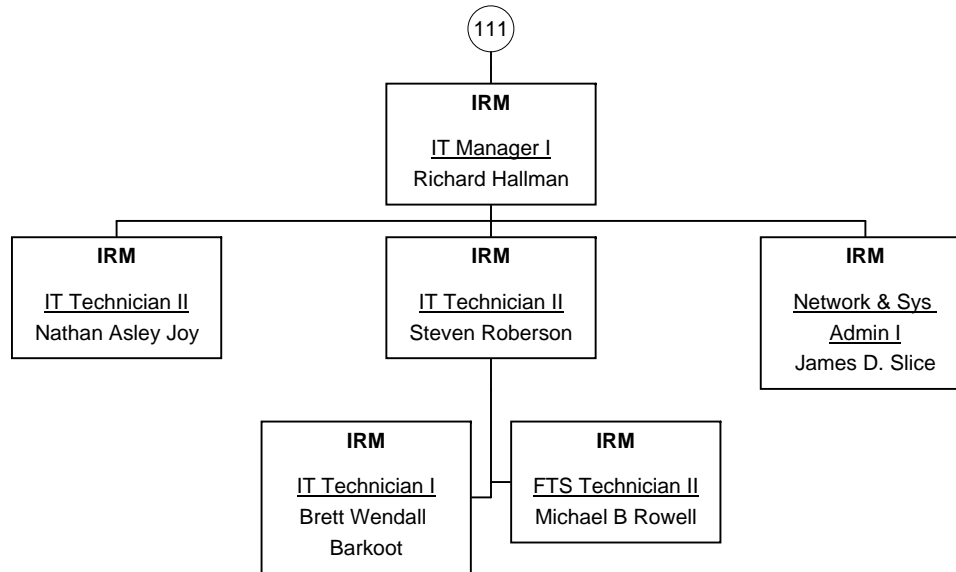 111
IRM
IT Manager I
Richard Hallman
IRM
IT Technician II
Nathan Asley Joy
IRM
IT Technician II
Steven Roberson
IRM
Network & Sys
Admin I
James D. Slice
IRM
IT Technician I
Brett Wendall
Barkoot
IRM
FTS Technician II
Michael B Rowell